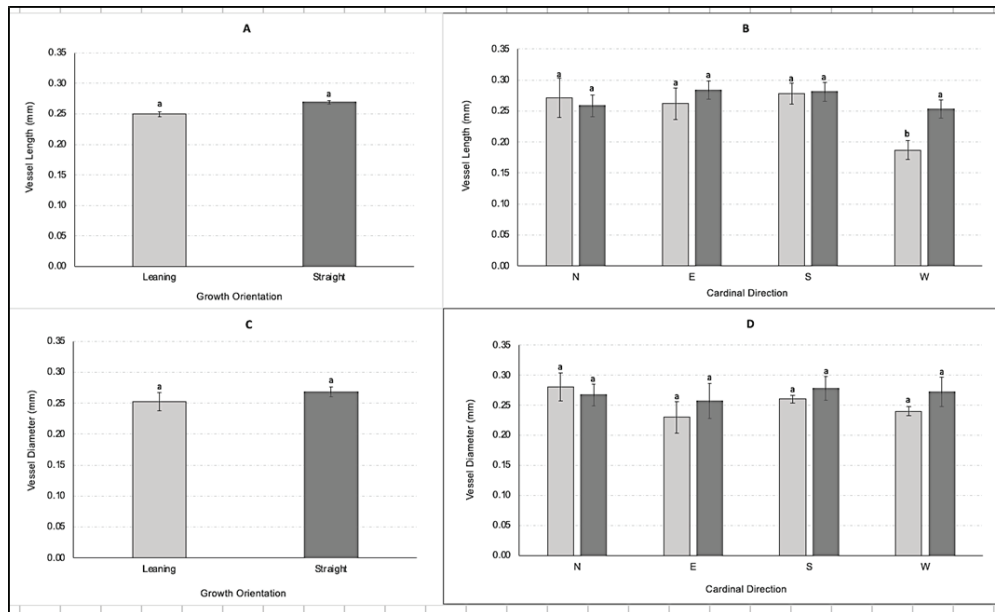 A
Vessel Length (mm)
0.35
0.30
0.25
0.20
0.15
0.10
0.05
0.00
a
a
Leaning
Straight
Growth Orientation
B
Vessel Length (mm)
0.35
0.30
0.25
0.20
0.15
0.10
0.05
0.00
a
a
a
a
a
a
b
a
N
E
S
W
Cardinal Direction
C
Vessel Diameter (mm)
0.35
0.30
0.25
0.20
0.15
0.10
0.05
0.00
a
a
Leaning
Straight
Growth Orientation
D
Vessel Diameter (mm)
0.35
0.30
0.25
0.20
0.15
0.10
0.05
0.00
a
a
a
a
a
a
a
a
N
E
S
W
Cardinal Direction